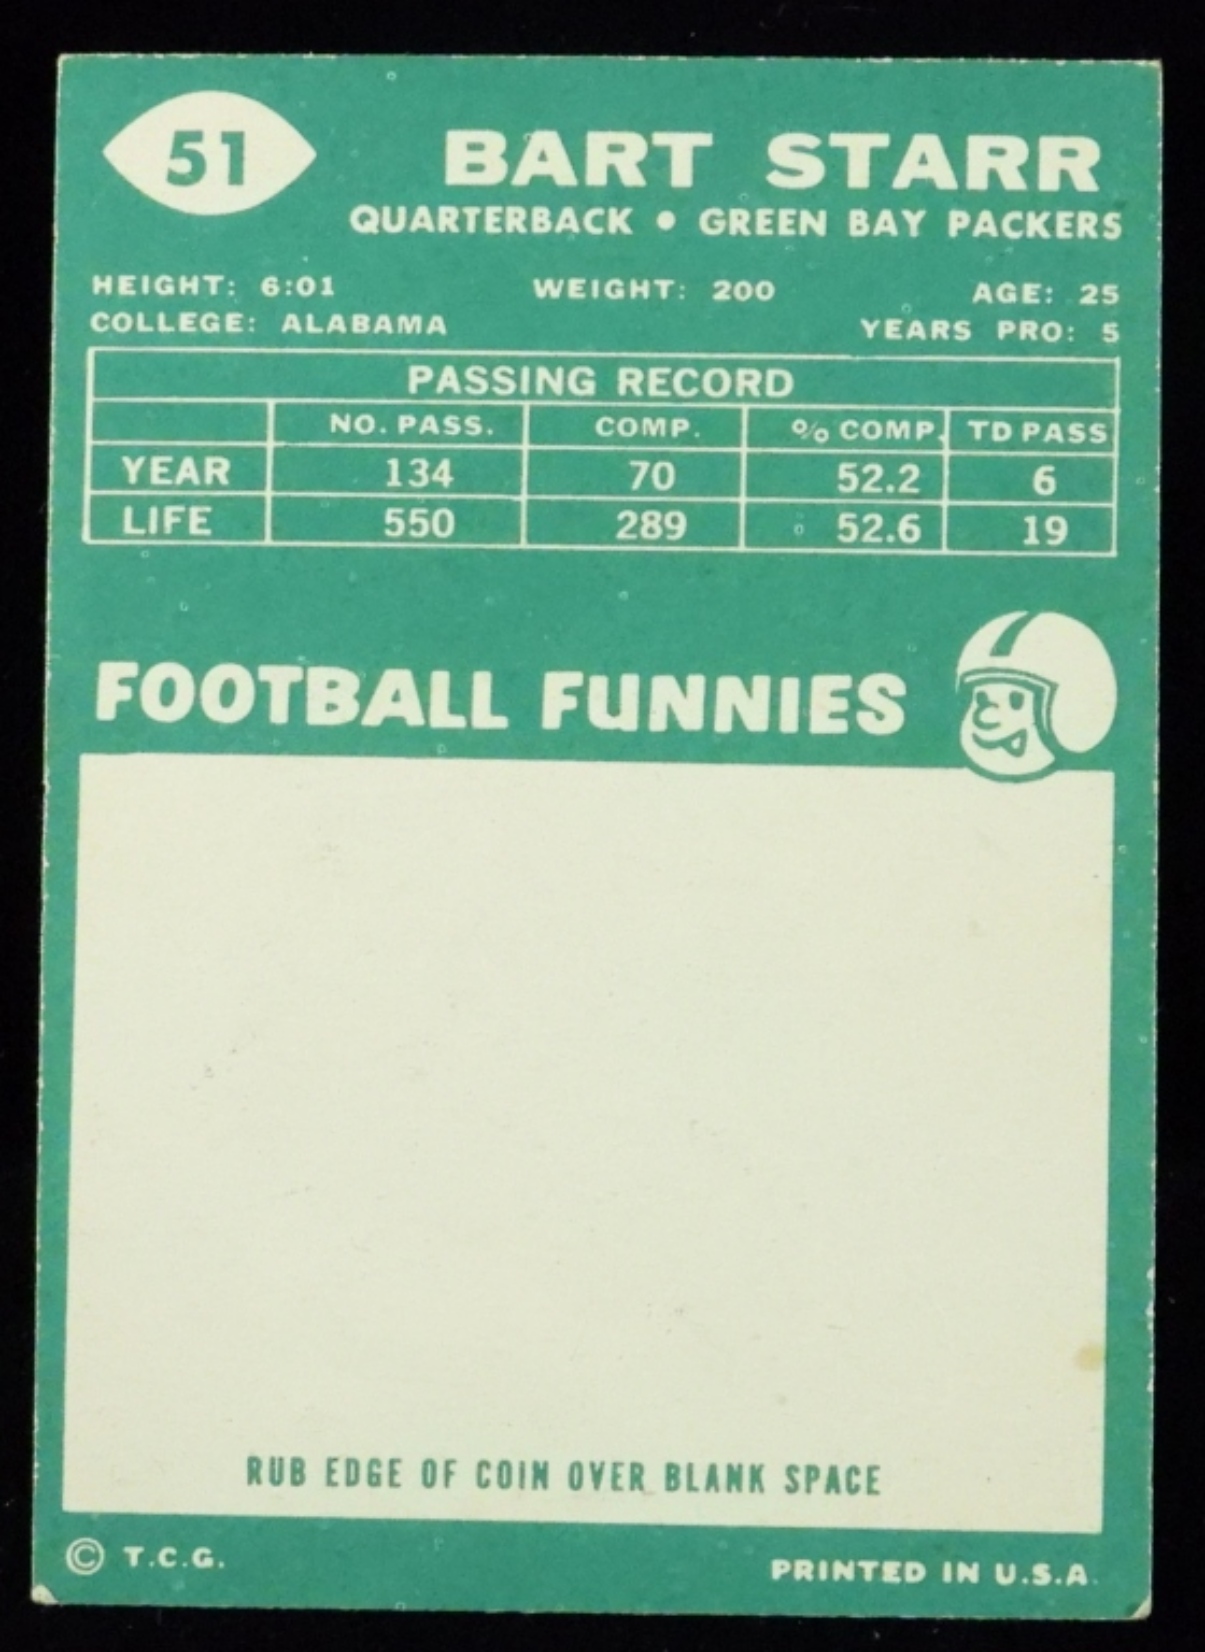 51
BART STARR
QUARTERBACK • GREEN BAY PACKERS
HEIGHT: 6:01 WEIGHT: 200 AGE: 25
COLLEGE: ALABAMA YEARS PRO: 5
PASSING RECORD
NO. PASS. COMP. % COMP. TD PASS
YEAR 134 70 52.2 6
LIFE 550 289 52.6 19
FOOTBALL FUNNIES
RUB EDGE OF COIN OVER BLANK SPACE
© T.C.G. PRINTED IN U.S.A.